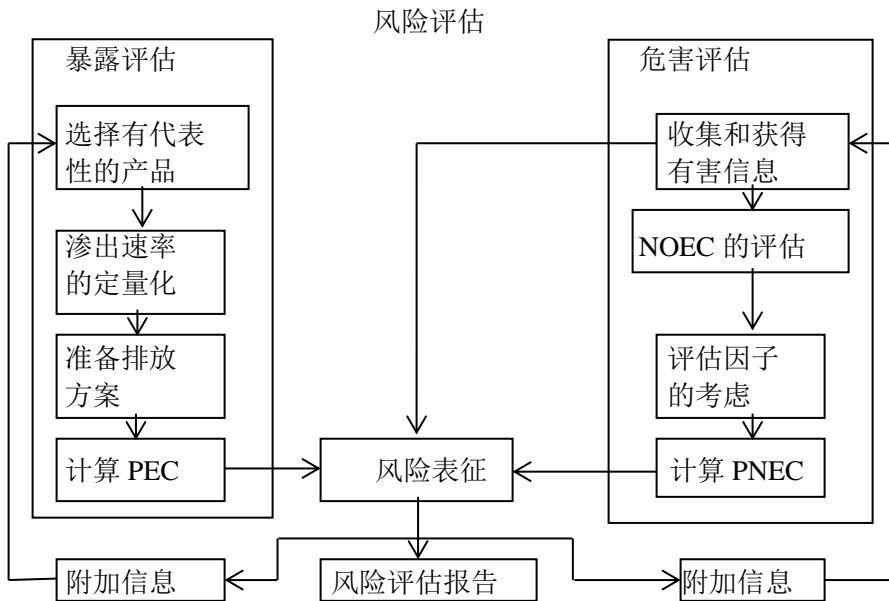 风险评估
暴露评估
选择有代表
性的产品
渗出速率
的定量化
准备排放
方案
计算 PEC
危害评估
收集和获得
有害信息
NOEC 的评估
评估因子
的考虑
计算 PNEC
风险表征
附加信息
风险评估报告
附加信息